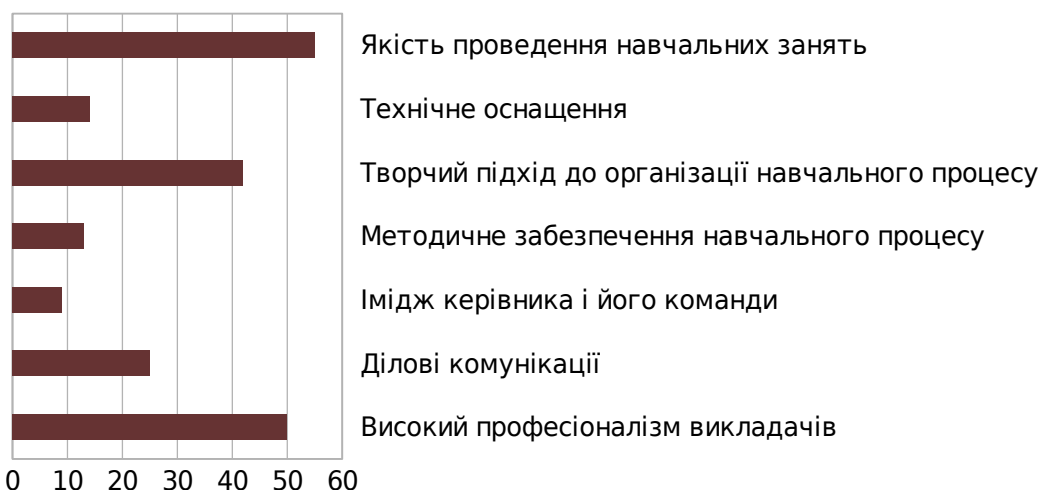 Якість проведення навчальних занять
Технічне оснащення
Творчий підхід до організації навчального процесу
Методичне забезпечення навчального процесу
Імідж керівника і його команди
Ділові комунікації
Високий професіоналізм викладачів
0 10 20 30 40 50 60